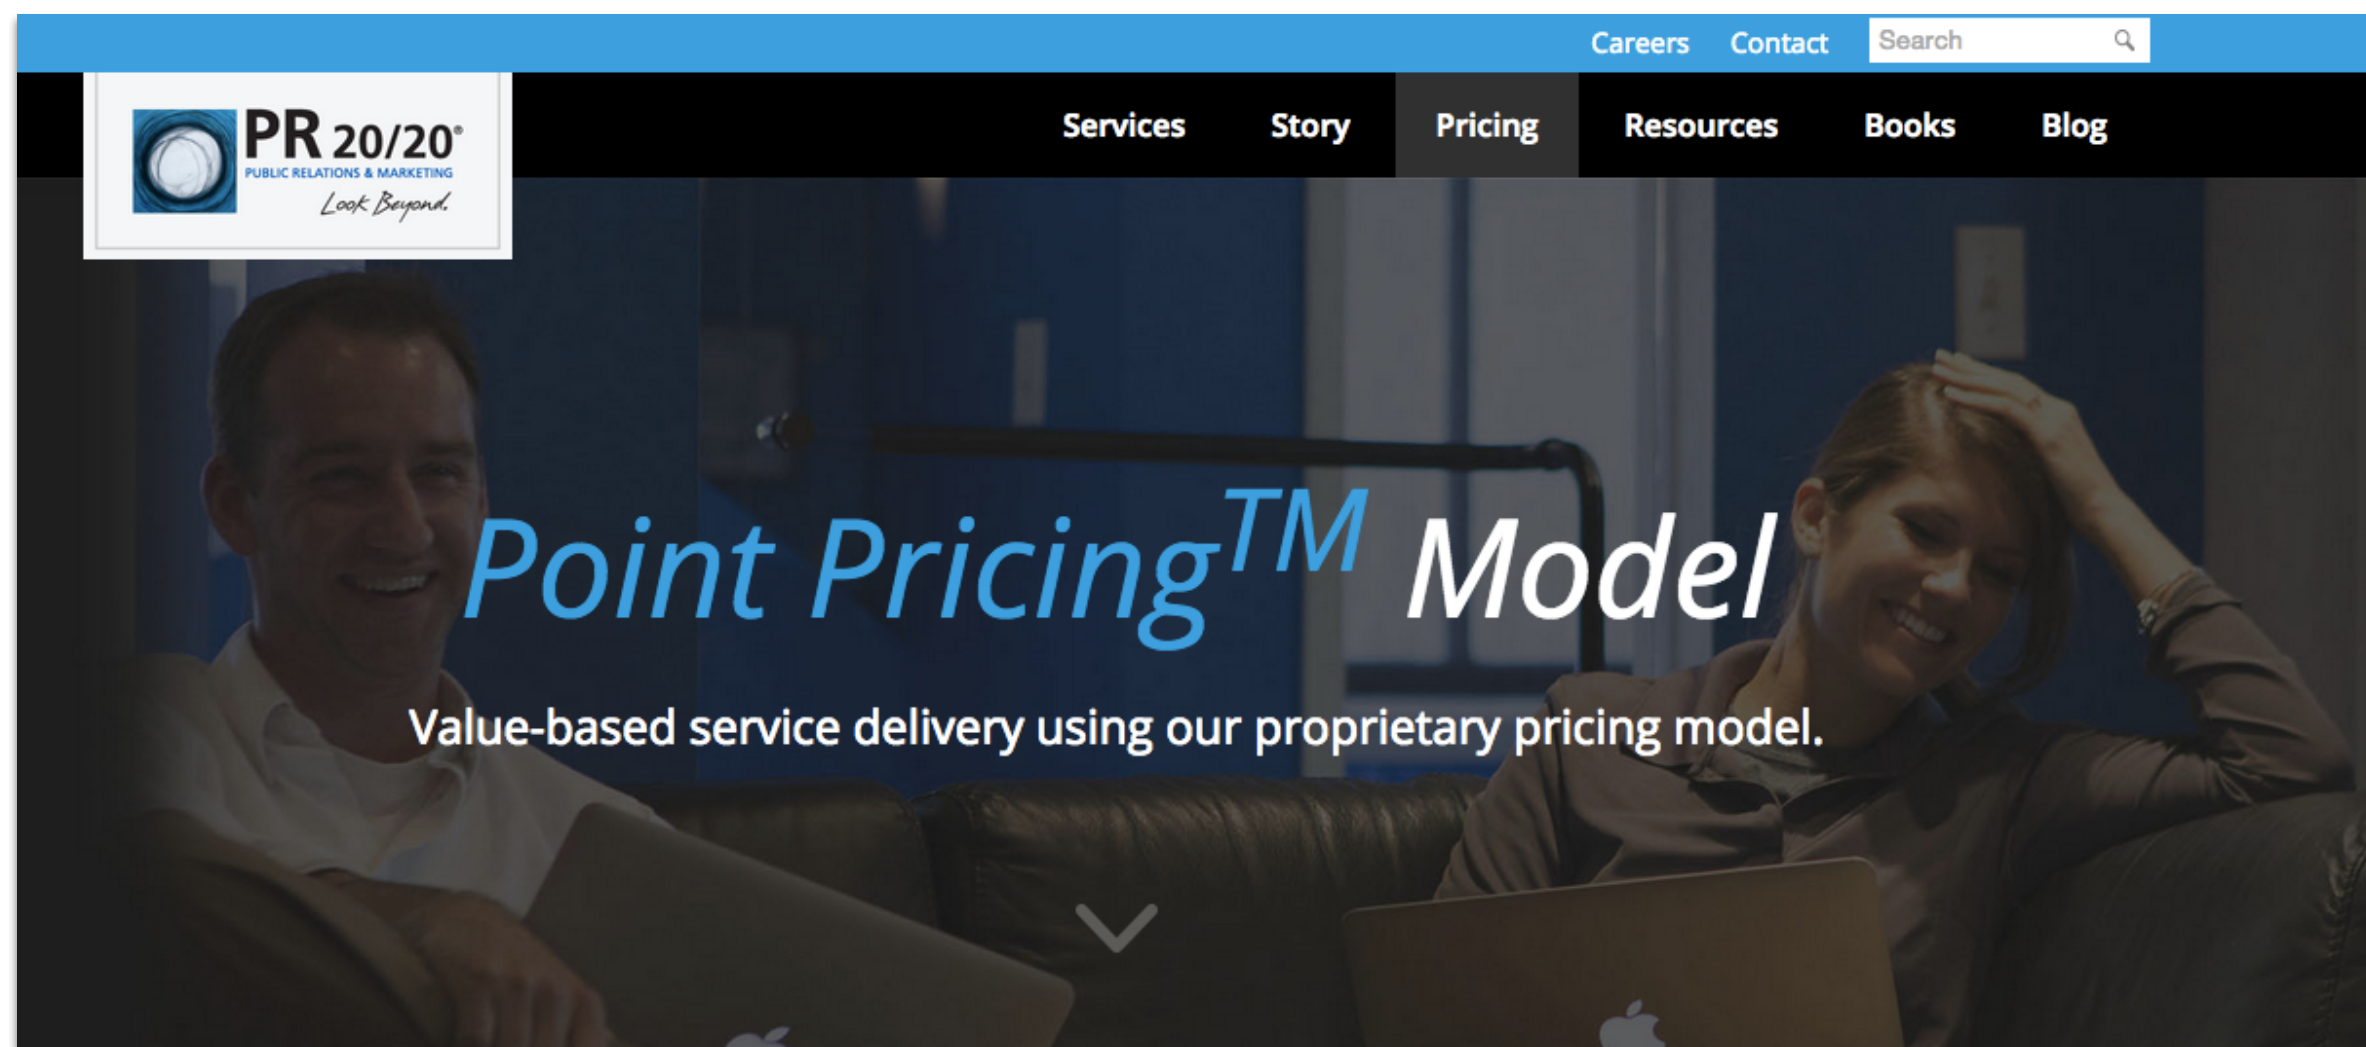 Careers Contact Search
PR 20/20®
PUBLIC RELATIONS & MARKETING
Look Beyond.
Services Story Pricing Resources Books Blog
Point Pricing™ Model
Value-based service delivery using our proprietary pricing model.